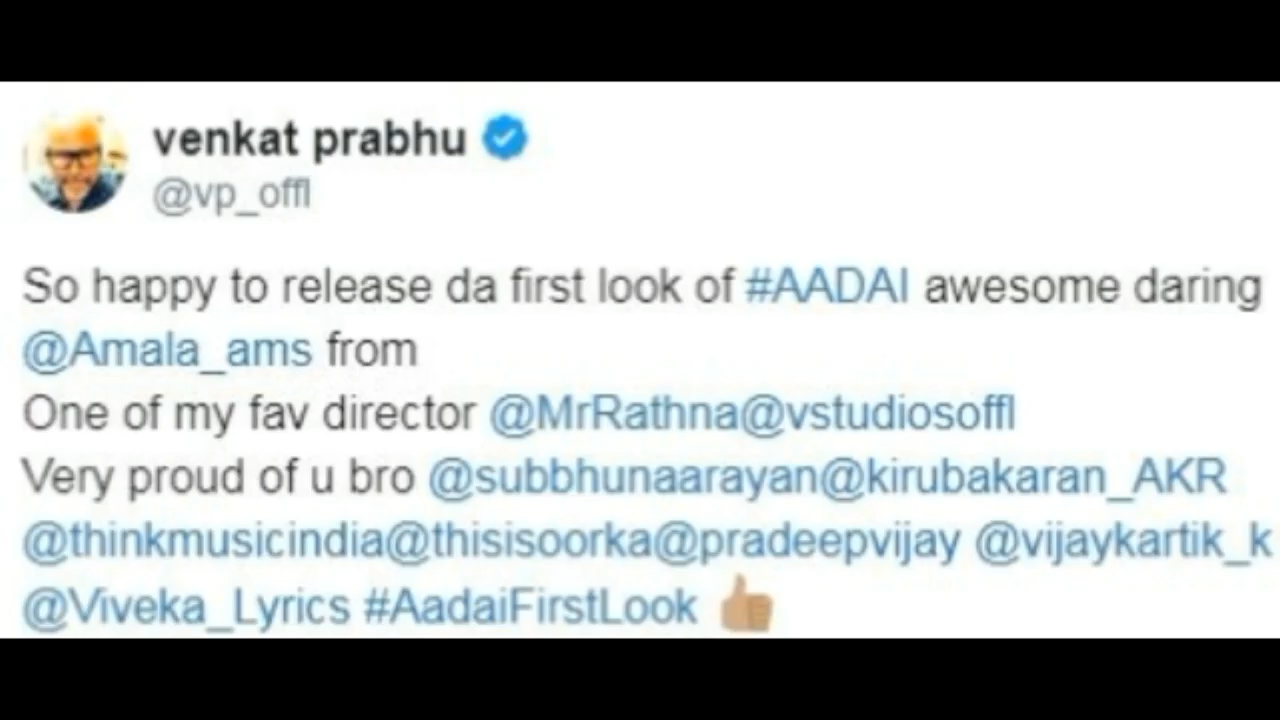 venkat prabhu
@vp_offl
So happy to release da first look of #AADAI awesome daring
@Amala_ams from
One of my fav director @MrRathna@vstudiosoffl
Very proud of u bro @subbhunaarayan@kirubakaran_AKR
@thinkmusicindia@thisisoorka@pradeepvijay @vijaykartik_k
@Viveka_Lyrics #AadaiFirstLook 👍🏽